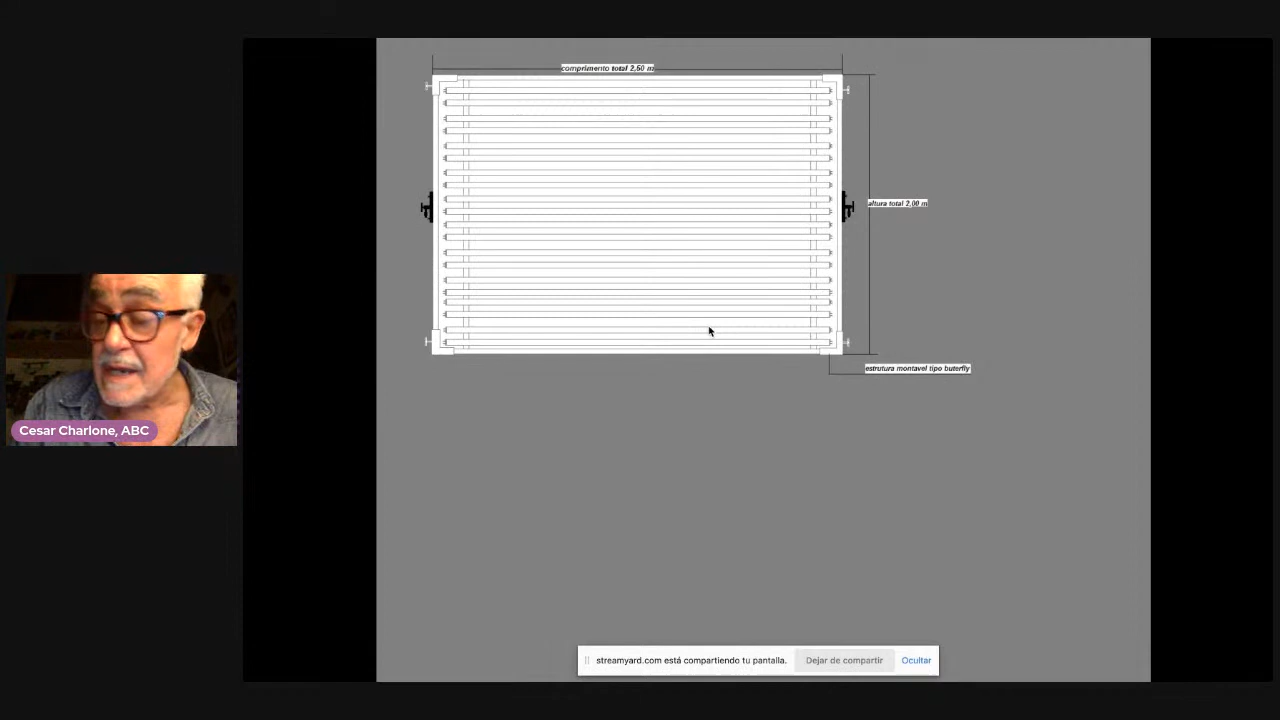 comprimento total 2,50 m
altura total 2,00 m
estrutura montavel tipo buterfly
Cesar Charlone, ABC
streamyard.com está compartiendo tu pantalla.
Dejar de compartir
Ocultar